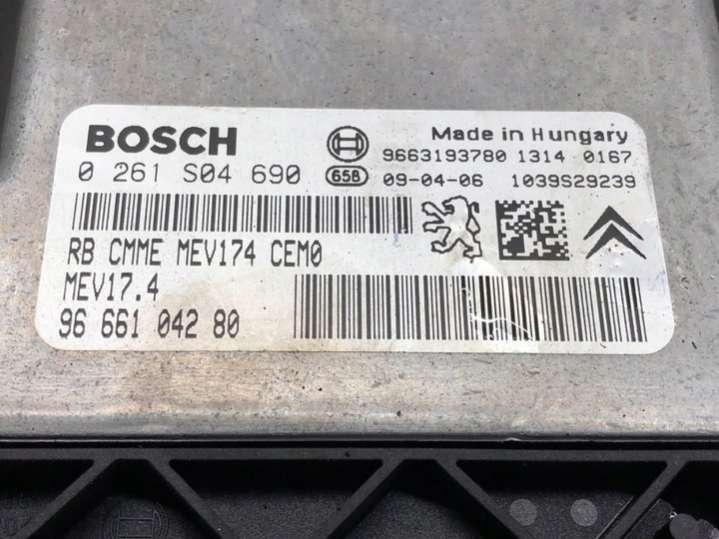 BOSCH
Made in Hungary
0 261 S04 690
9663193780 1314 0167
658
09-04-06 1039S29239
RB CMME MEV174 CEM0
MEV17.4
96 661 042 80